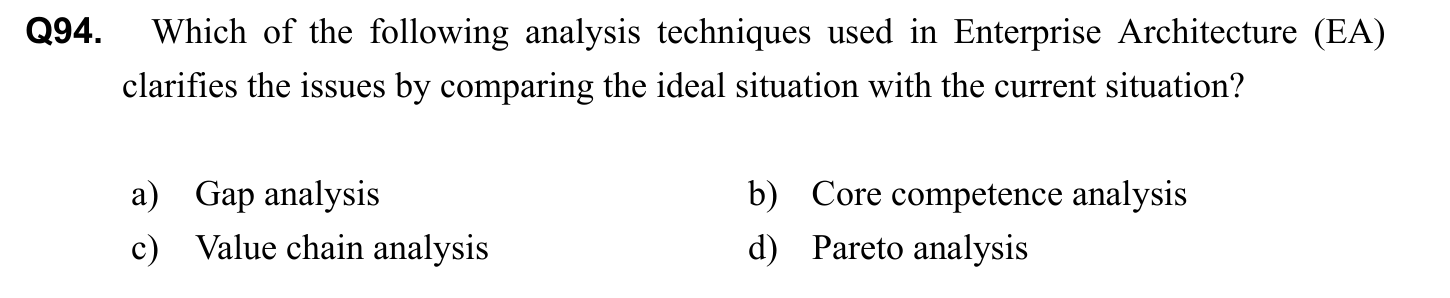 Q94. Which of the following analysis techniques used in Enterprise Architecture (EA)
clarifies the issues by comparing the ideal situation with the current situation?
a) Gap analysis b) Core competence analysis
c) Value chain analysis d) Pareto analysis